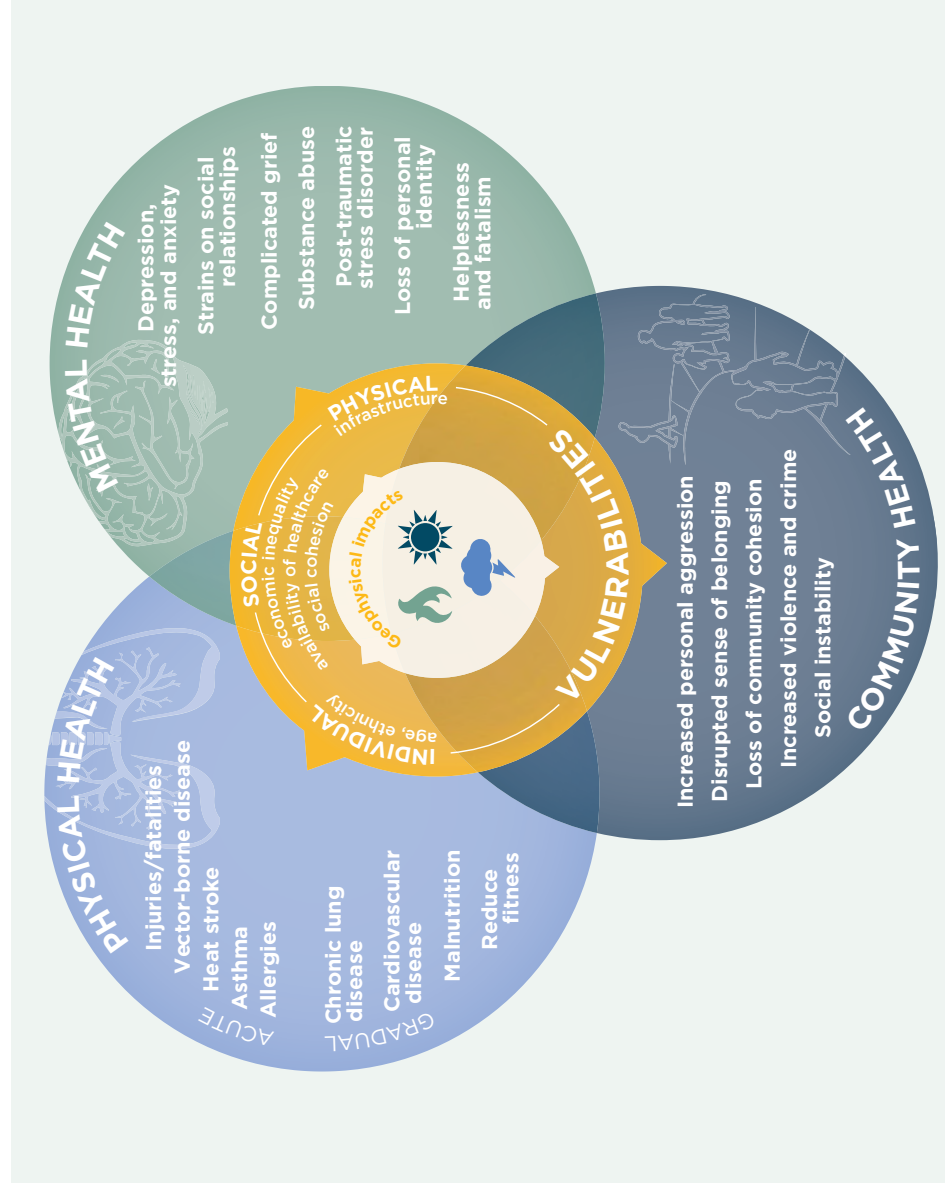 PHYSICAL HEALTH
Injuries/fatalities
Vector-borne disease
Heat stroke
Asthma
Allergies
ACUTE
Chronic lung
disease
Cardiovascular
disease
Malnutrition
Reduce
fitness
GRADUAL
MENTAL HEALTH
Depression,
stress, and anxiety
Strains on social
relationships
Complicated grief
Substance abuse
Post-traumatic
stress disorder
Loss of personal
identity
Helplessness
and fatalism
SOCIAL
economic inequality
availability of healthcare
social cohesion
INDIVIDUAL
age, ethnicity
PHYSICAL
infrastructure
Geophysical impacts
VULNERABILITIES
Increased personal aggression
Disrupted sense of belonging
Loss of community cohesion
Increased violence and crime
Social instability
COMMUNITY HEALTH